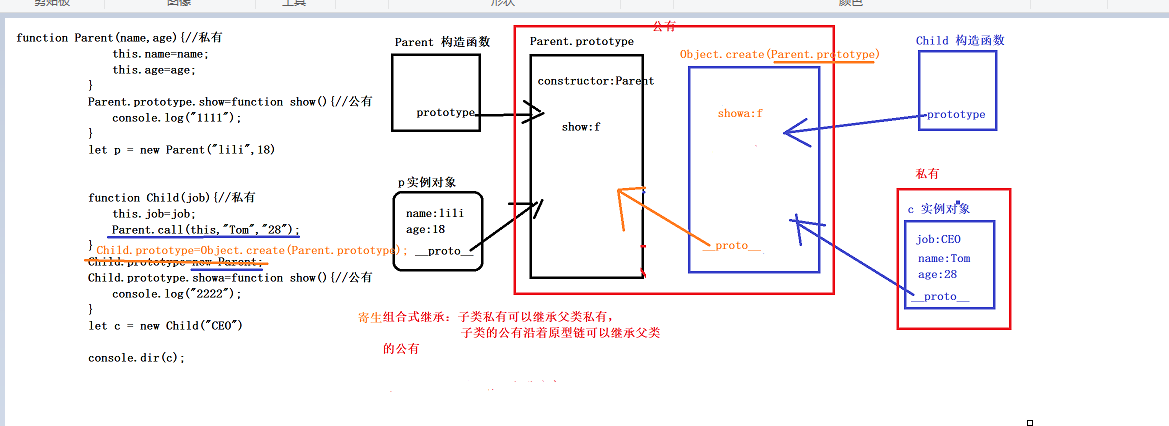 剪贴板 图像 工具 形状 颜色
function Parent(name,age){//私有
this.name=name;
this.age=age;
}
Parent.prototype.show=function show(){//公有
console.log("1111");
}
let p = new Parent("lili",18)
function Child(job){//私有
this.job=job;
Parent.call(this,"Tom","28");
}
Child.prototype=Object.create(Parent.prototype);
Child.prototype=new Parent;
Child.prototype.showa=function show(){//公有
console.log("2222");
}
let c = new Child("CEO")
console.dir(c);
Parent 构造函数
prototype
p实例对象
name:lili
age:18
__proto__
公有
Parent.prototype
constructor:Parent
show:f
Object.create(Parent.prototype)
showa:f
__proto__
Child 构造函数
prototype
私有
c 实例对象
job:CEO
name:Tom
age:28
__proto__
寄生组合式继承：子类私有可以继承父类私有，
子类的公有沿着原型链可以继承父类
的公有